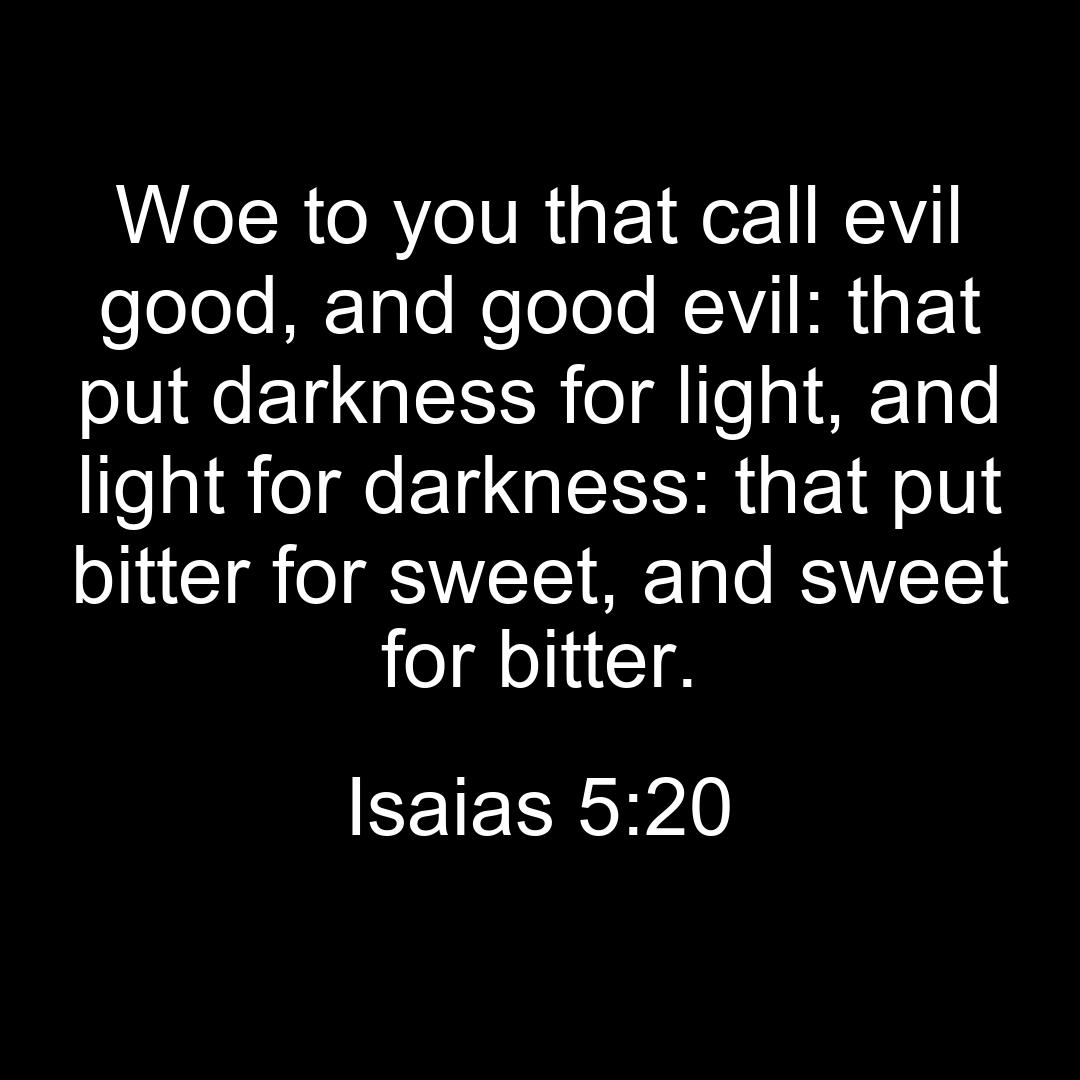 Woe to you that call evil
good, and good evil: that
put darkness for light, and
light for darkness: that put
bitter for sweet, and sweet
for bitter.
Isaias 5:20